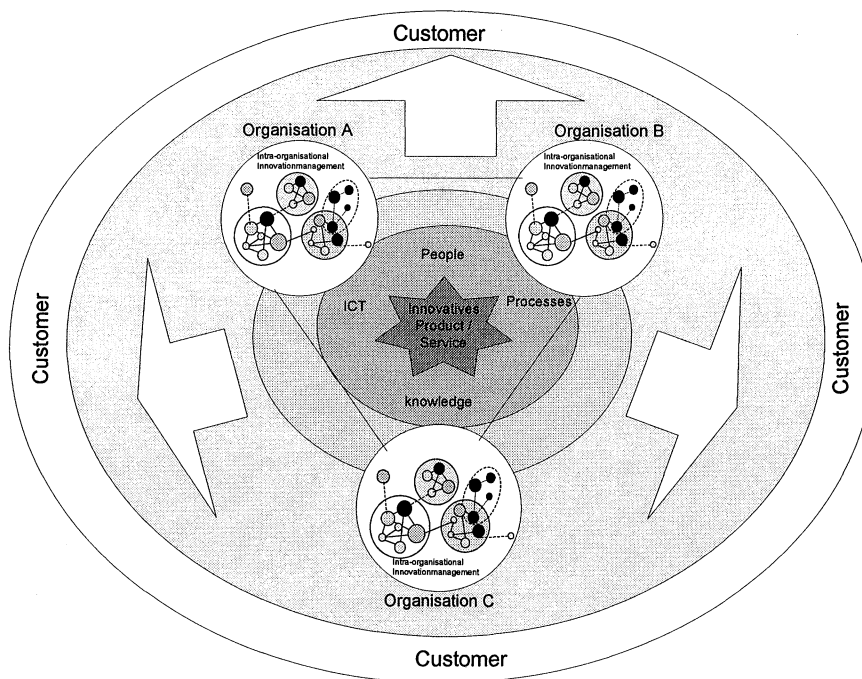 Customer
Organisation A
Organisation B
Intra-organisational
Innovationmanagement
Intra-organisational
Innovationmanagement
People
ICT
Processes
Innovatives
Product /
Service
knowledge
Customer
Customer
Intra-organisational
Innovationmanagement
Organisation C
Customer